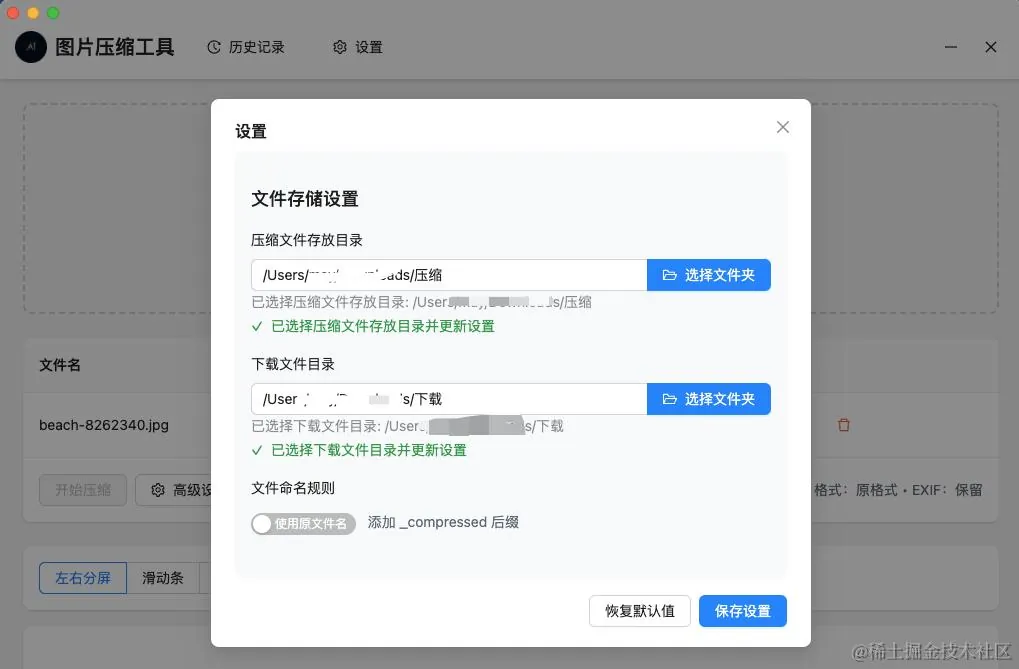 AI
图片压缩工具 历史记录 设置
设置
文件存储设置
压缩文件存放目录
/Users/ ads/压缩 选择文件夹
已选择压缩文件存放目录: /Users s/压缩
已选择压缩文件存放目录并更新设置
文件名
下载文件目录
/User s/下载 选择文件夹
beach-8262340.jpg
已选择下载文件目录: /User s/下载
已选择下载文件目录并更新设置
开始压缩 高级设 格式：原格式 • EXIF：保留
文件命名规则
使用原文件名 添加 _compressed 后缀
左右分屏 滑动条
恢复默认值 保存设置
@稀土掘金技术社区